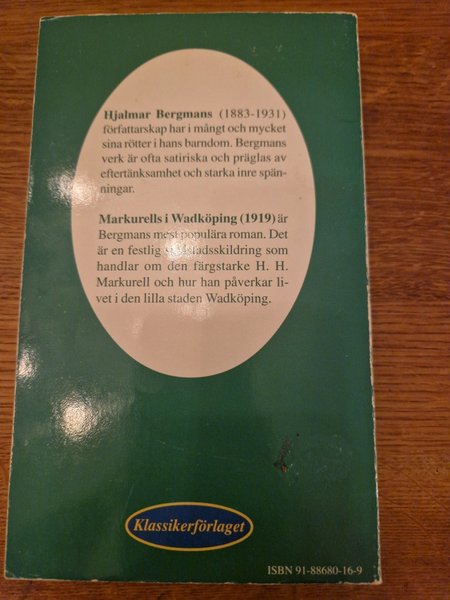 Hjalmar Bergmans (1883-1931)
författarskap har i mångt och mycket
sina rötter i hans barndom. Bergmans
verk är ofta satiriska och präglas av
eftertänksamhet och starka inre spän-
ningar.
Markurells i Wadköping (1919) är
Bergmans mest populära roman. Det
är en festlig småstadsskildring som
handlar om den färgstarke H. H.
Markurell och hur han påverkar li-
vet i den lilla staden Wadköping.
Klassikerförlaget
ISBN 91-88680-16-9